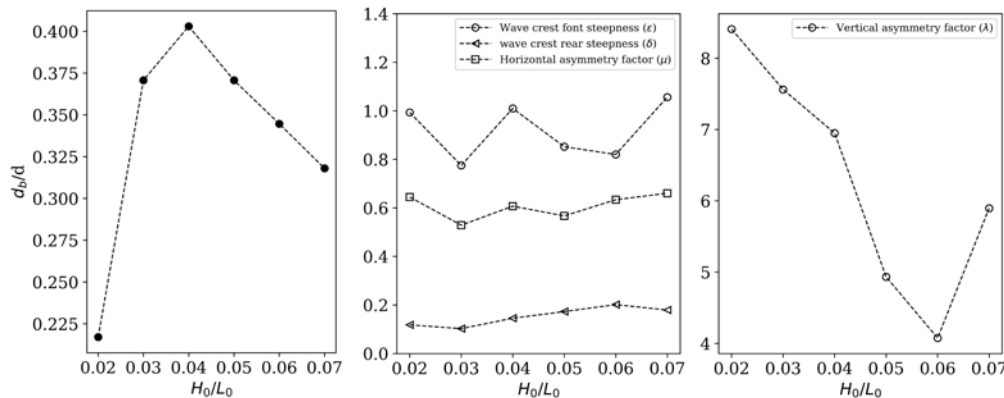 0.400
0.375
0.350
0.325
0.300
0.275
0.250
0.225
d_b/d
0.02 0.03 0.04 0.05 0.06 0.07
H_0/L_0
1.4
1.2
1.0
0.8
0.6
0.4
0.2
0.0
Wave crest font steepness (ε)
wave crest rear steepness (δ)
Horizontal asymmetry factor (μ)
0.02 0.03 0.04 0.05 0.06 0.07
H_0/L_0
8
7
6
5
4
Vertical asymmetry factor (λ)
0.02 0.03 0.04 0.05 0.06 0.07
H_0/L_0